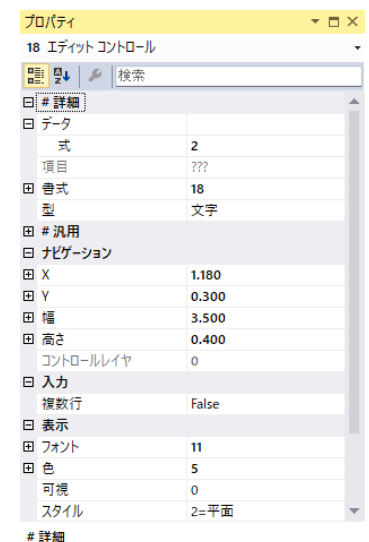 プロパティ
18 エディット コントロール
検索
# 詳細
データ
式 2
項目 ???
書式 18
型 文字
# 汎用
ナビゲーション
X 1.180
Y 0.300
幅 3.500
高さ 0.400
コントロールレイヤ 0
入力
複数行 False
表示
フォント 11
色 5
可視 0
スタイル 2=平面
# 詳細